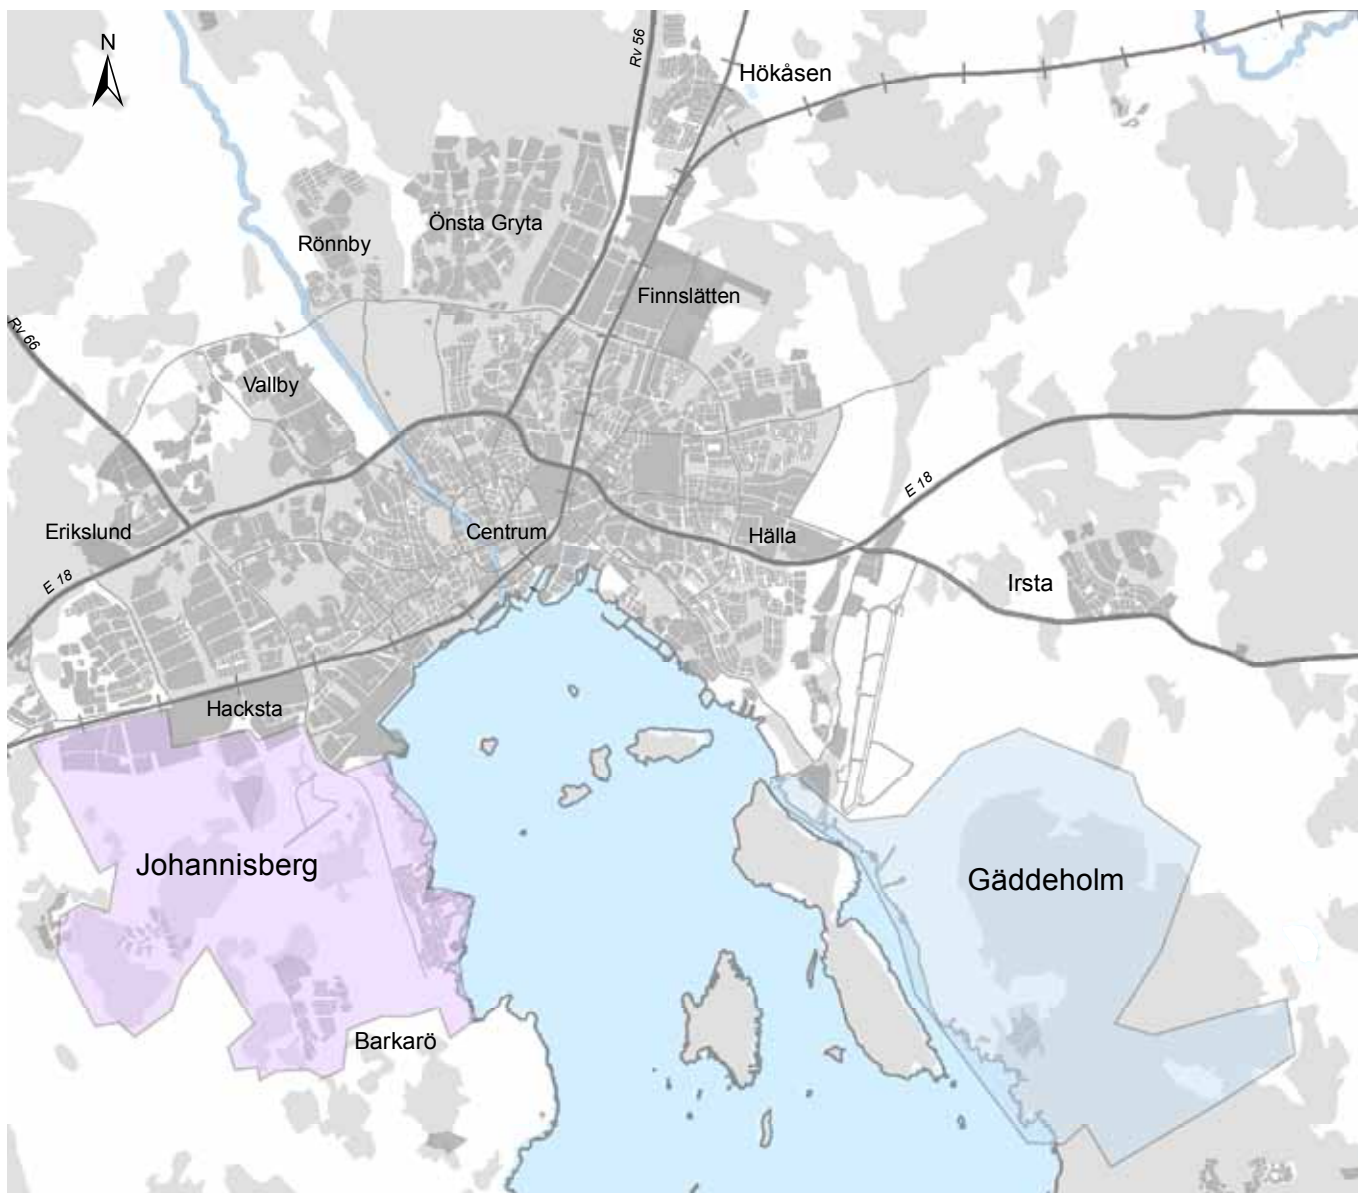 N
Rv 56
Hökåsen
Önsta Gryta
Rönnby
Finnslätten
Rv 66
Vallby
E 18
Erikslund
Centrum
Hälla
E 18
Irsta
Hacksta
Johannisberg
Gäddeholm
Barkarö